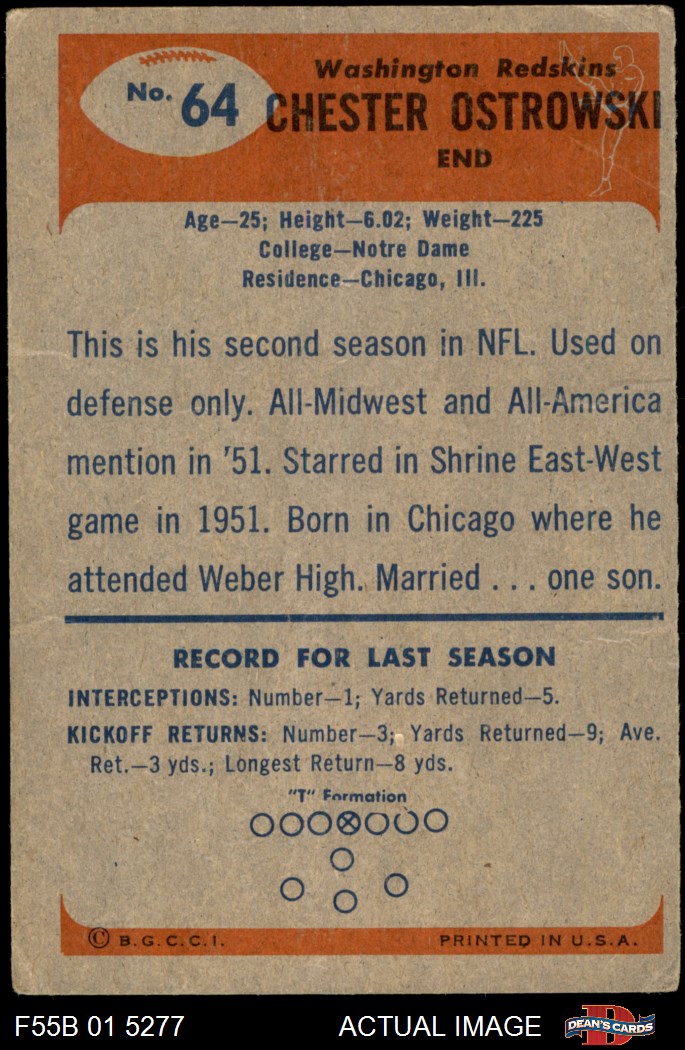 No. 64
Washington Redskins
CHESTER OSTROWSKI
END
Age—25; Height—6.02; Weight—225
College—Notre Dame
Residence—Chicago, Ill.
This is his second season in NFL. Used on
defense only. All-Midwest and All-America
mention in '51. Starred in Shrine East-West
game in 1951. Born in Chicago where he
attended Weber High. Married . . . one son.
RECORD FOR LAST SEASON
INTERCEPTIONS: Number—1; Yards Returned—5.
KICKOFF RETURNS: Number—3; Yards Returned—9; Ave.
Ret.—3 yds.; Longest Return—8 yds.
"T" Formation
© B.G.C.C.I.
PRINTED IN U.S.A.
F55B 01 5277
ACTUAL IMAGE
D
DEAN'S CARDS